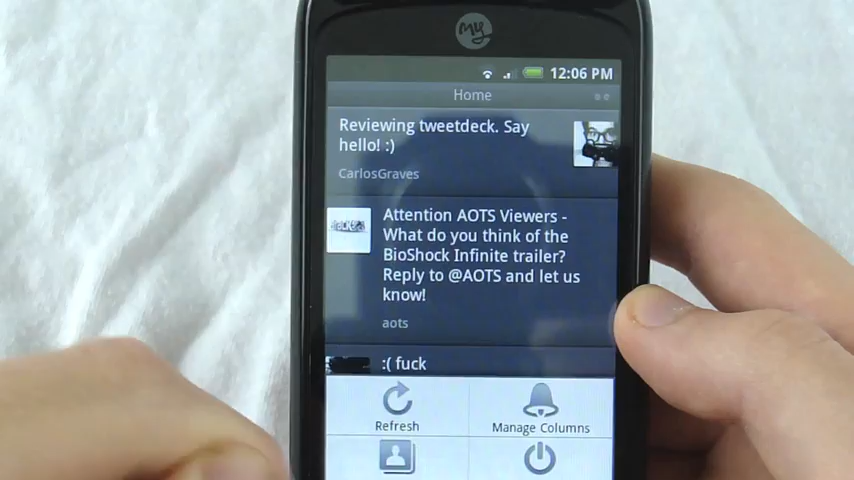 my
12:06 PM
Home
Reviewing tweetdeck. Say
hello! :)
CarlosGraves
Attention AOTS Viewers -
What do you think of the
BioShock Infinite trailer?
Reply to @AOTS and let us
know!
aots
:( fuck
Refresh
Manage Columns